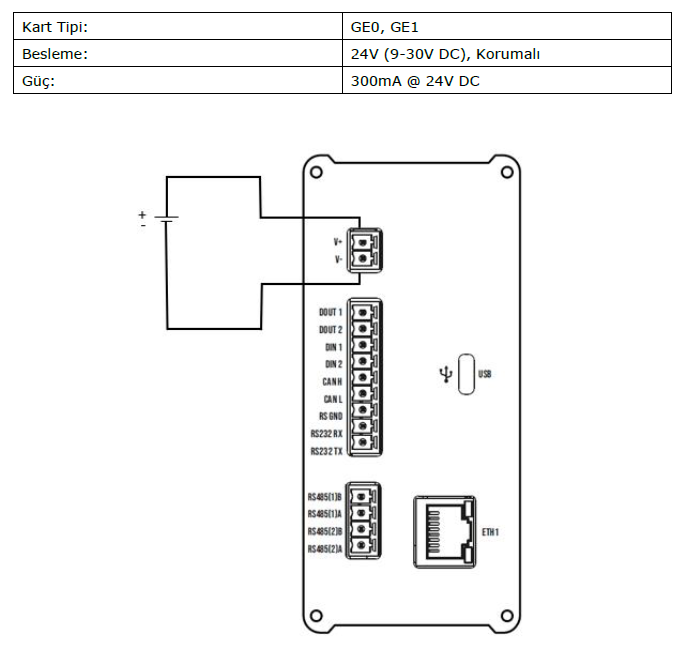 Kart Tipi: GE0, GE1
Besleme: 24V (9-30V DC), Korumalı
Güç: 300mA @ 24V DC
+
-
V+
V-
DOUT 1
DOUT 2
DIN 1
DIN 2
CAN H
CAN L
RS GND
RS232 RX
RS232 TX
USB
RS485(1)B
RS485(1)A
RS485(2)B
RS485(2)A
ETH 1